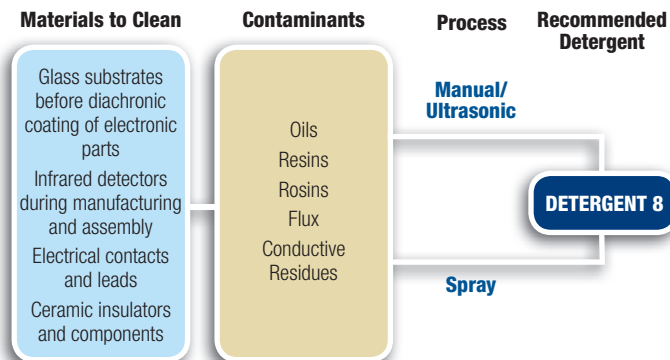 Materials to Clean
Contaminants
Process
Recommended
Detergent
Glass substrates
before diachronic
coating of electronic
parts
Infrared detectors
during manufacturing
and assembly
Electrical contacts
and leads
Ceramic insulators
and components
Oils
Resins
Rosins
Flux
Conductive
Residues
Manual/
Ultrasonic
Spray
DETERGENT 8